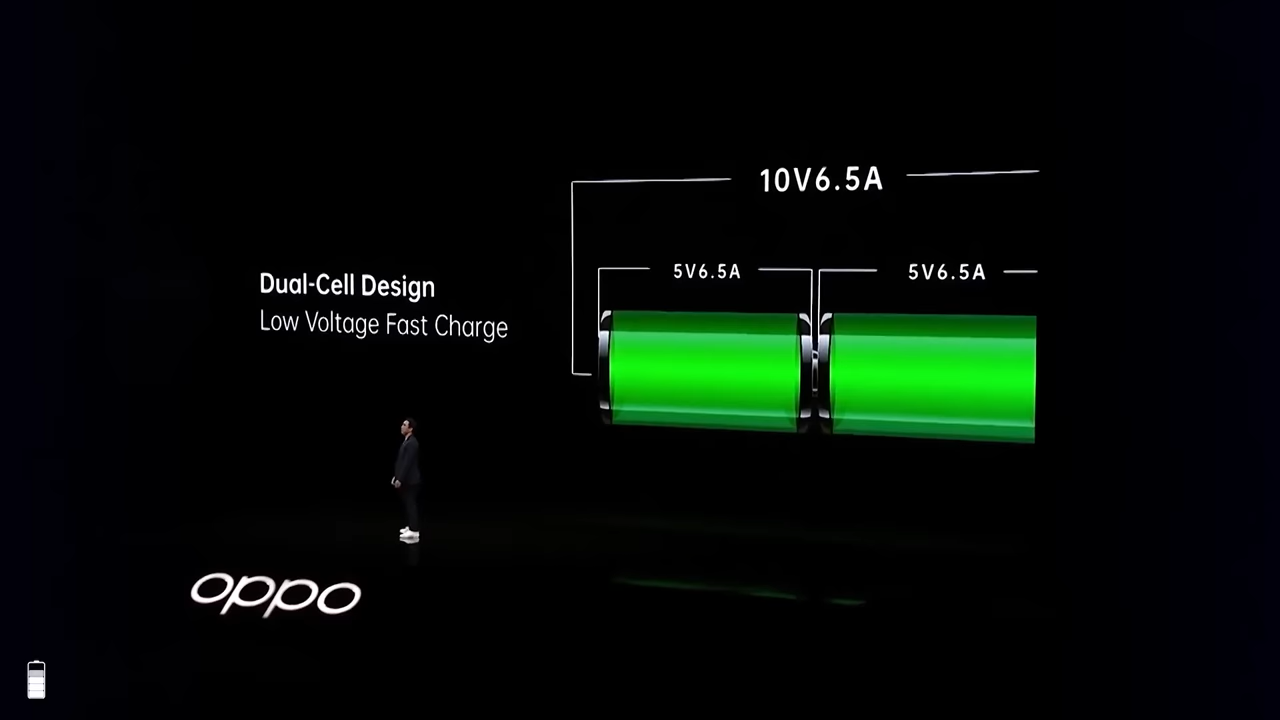 10V6.5A
5V6.5A
5V6.5A
Dual-Cell Design
Low Voltage Fast Charge
oppo